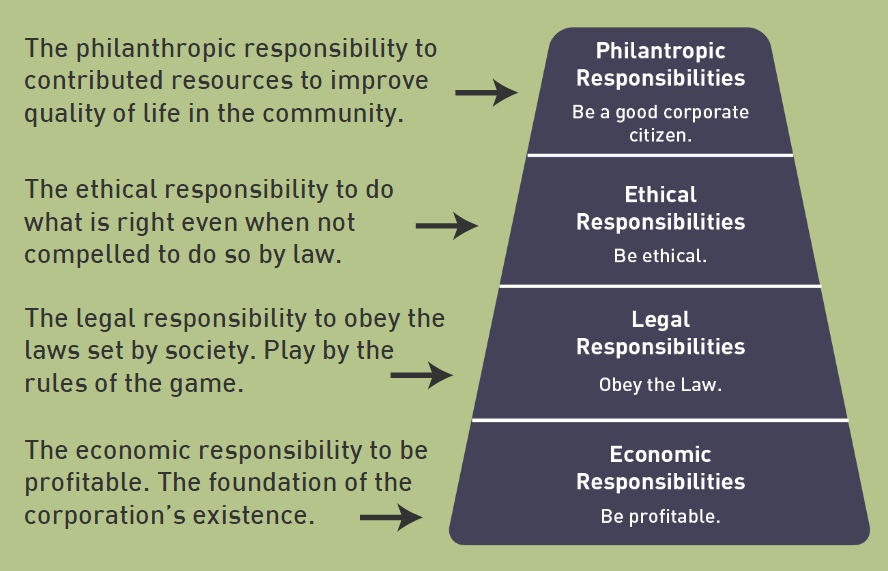 The philanthropic responsibility to
contributed resources to improve
quality of life in the community.
Philantropic
Responsibilities
Be a good corporate
citizen.
The ethical responsibility to do
what is right even when not
compelled to do so by law.
Ethical
Responsibilities
Be ethical.
The legal responsibility to obey the
laws set by society. Play by the
rules of the game.
Legal
Responsibilities
Obey the Law.
The economic responsibility to be
profitable. The foundation of the
corporation's existence.
Economic
Responsibilities
Be profitable.